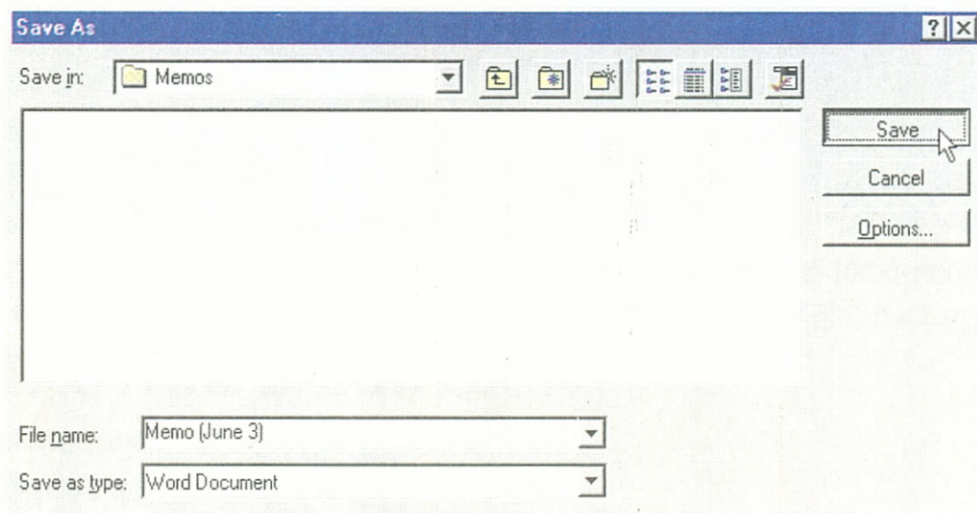 Save As
Save in: Memos
Save
Cancel
Options...
File name: Memo (June 3)
Save as type: Word Document